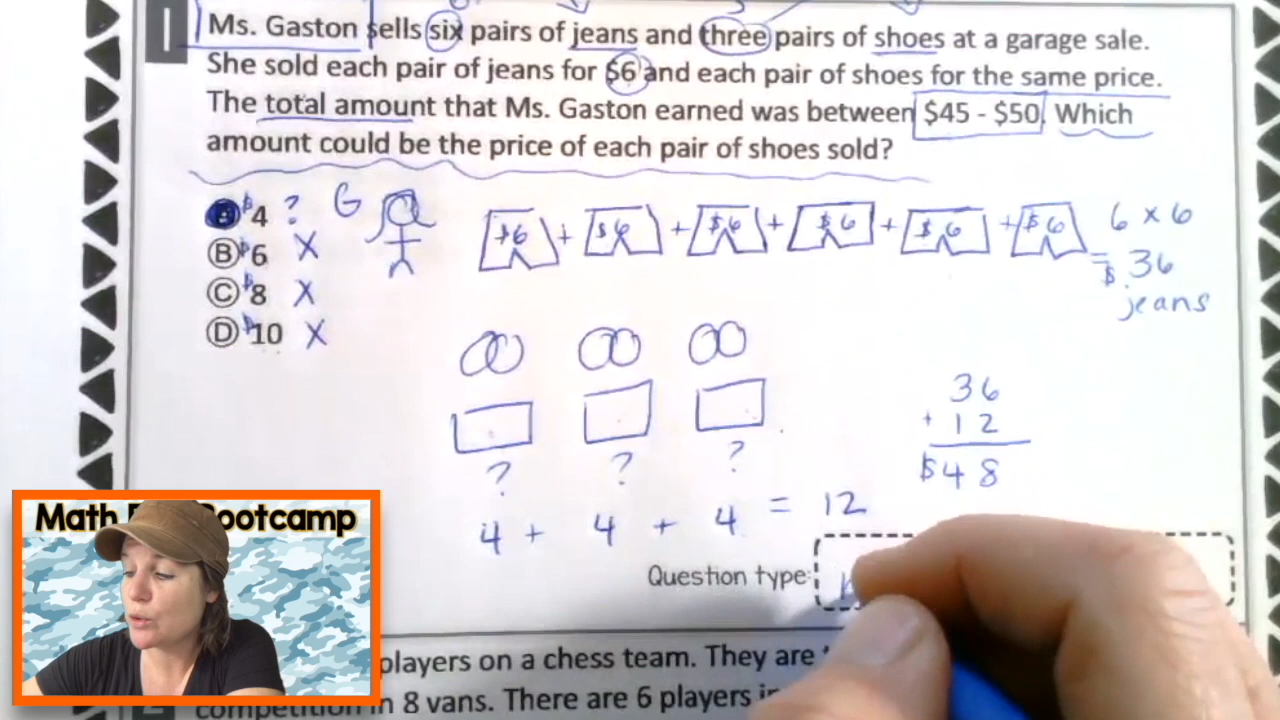 1 Ms. Gaston sells six pairs of jeans and three pairs of shoes at a garage sale.
She sold each pair of jeans for $6 and each pair of shoes for the same price.
The total amount that Ms. Gaston earned was between $45 - $50. Which
amount could be the price of each pair of shoes sold?
A $4 ? G
B $6 X
C $8 X
D $10 X
$6 + $6 + $6 + $6 + $6 + $6 6 x 6
= $36
jeans
36
+ 12
$48
? ? ?
4 + 4 + 4 = 12
Question type:
Math Bootcamp
players on a chess team. They are
competition in 8 vans. There are 6 players in